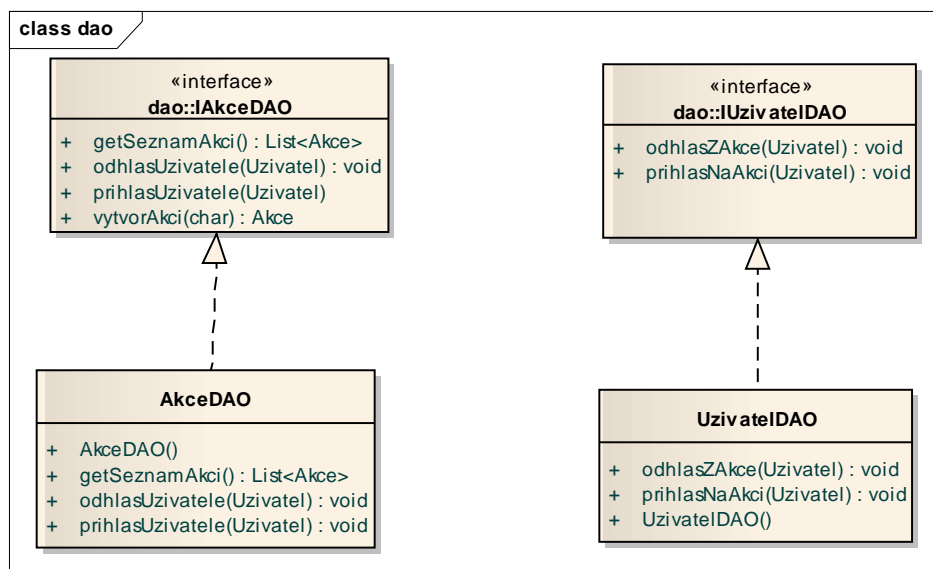 class dao
«interface»
dao::IAkceDAO
+ getSeznamAkci() : List<Akce>
+ odhlasUzivatele(Uzivatel) : void
+ prihlasUzivatele(Uzivatel)
+ vytvorAkci(char) : Akce
«interface»
dao::IUzivatelDAO
+ odhlasZAkce(Uzivatel) : void
+ prihlasNaAkci(Uzivatel) : void
AkceDAO
+ AkceDAO()
+ getSeznamAkci() : List<Akce>
+ odhlasUzivatele(Uzivatel) : void
+ prihlasUzivatele(Uzivatel) : void
UzivatelDAO
+ odhlasZAkce(Uzivatel) : void
+ prihlasNaAkci(Uzivatel) : void
+ UzivatelDAO()